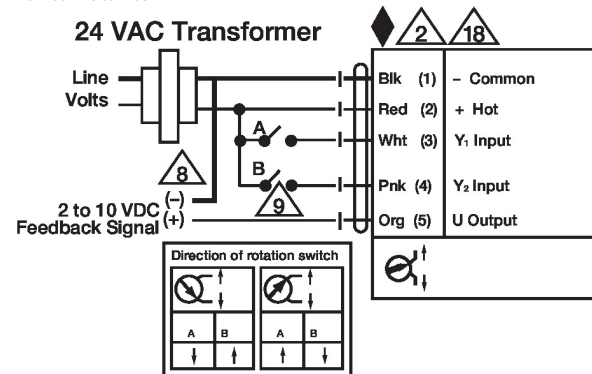 24 VAC Transformer
2
18
Line
Volts
Blk (1) – Common
Red (2) + Hot
A
Wht (3) Y₁ Input
8
B
Pnk (4) Y₂ Input
9
2 to 10 VDC (–)
Feedback Signal (+)
Org (5) U Output
Direction of rotation switch
A B A B